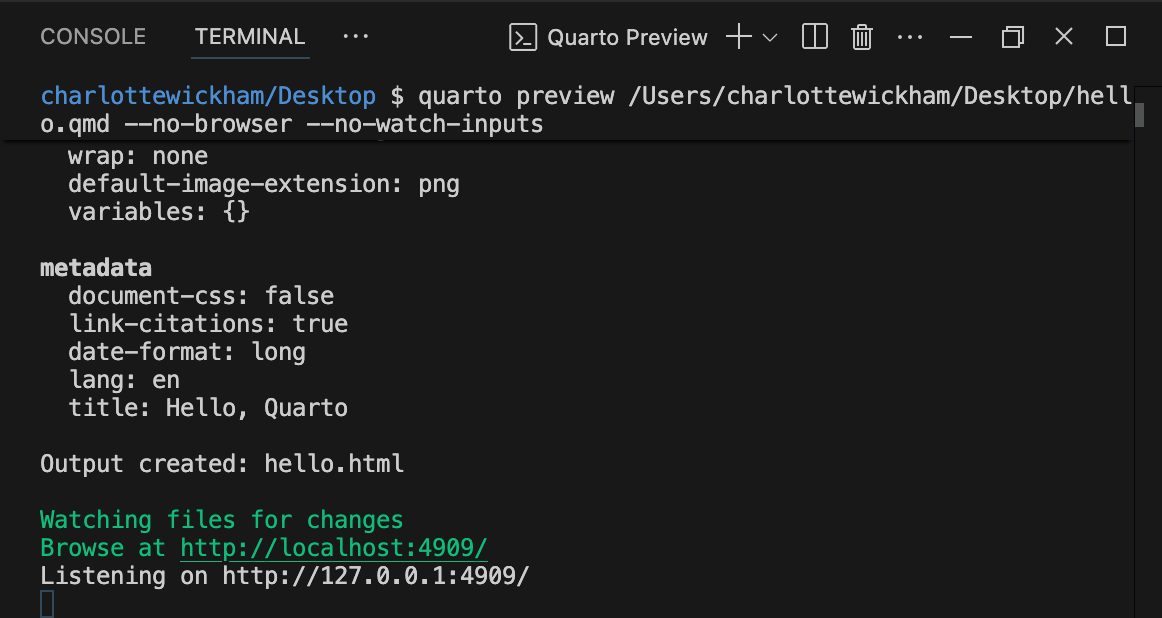 CONSOLE TERMINAL ··· Quarto Preview ···
charlottewickham/Desktop $ quarto preview /Users/charlottewickham/Desktop/hell
o.qmd --no-browser --no-watch-inputs
wrap: none
default-image-extension: png
variables: {}
metadata
document-css: false
link-citations: true
date-format: long
lang: en
title: Hello, Quarto
Output created: hello.html
Watching files for changes
Browse at http://localhost:4909/
Listening on http://127.0.0.1:4909/